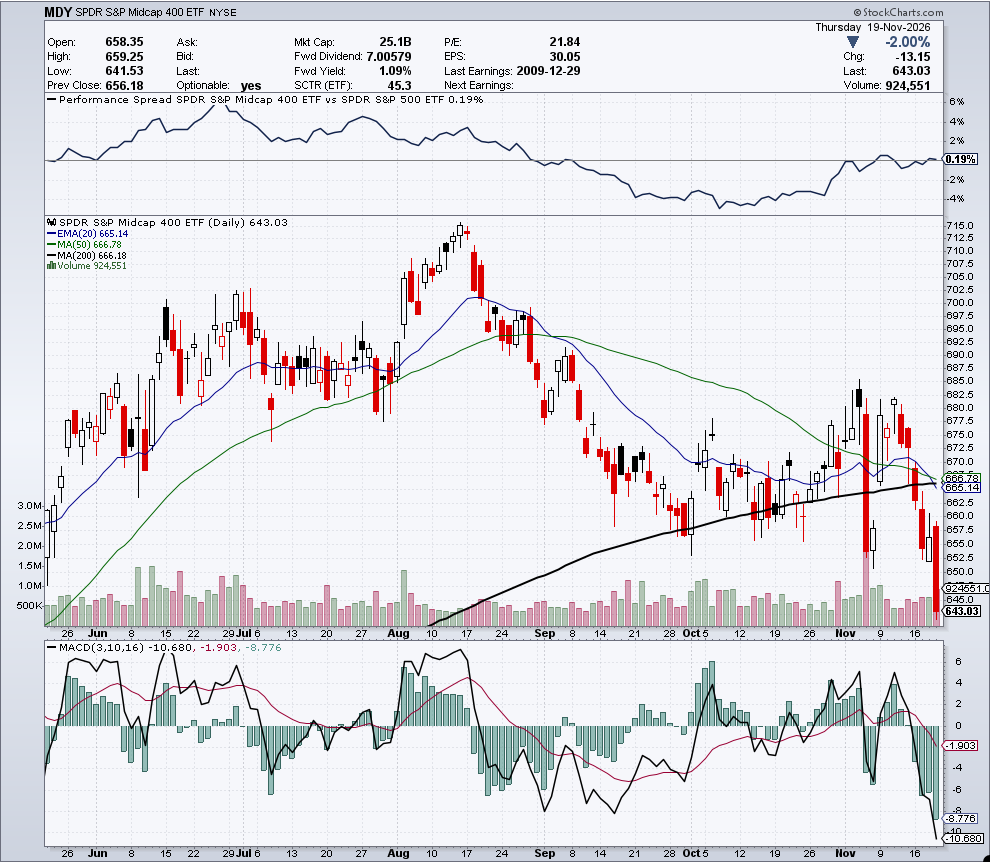 MDY SPDR S&P Midcap 400 ETF NYSE © StockCharts.com
Thursday 19-Nov-2026
Open: 658.35 Ask: Mkt Cap: 25.1B P/E: 21.84 ▼ -2.00%
High: 659.25 Bid: Fwd Dividend: 7.00579 EPS: 30.05 Chg: -13.15
Low: 641.53 Last: Fwd Yield: 1.09% Last Earnings: 2009-12-29 Last: 643.03
Prev Close: 656.18 Optionable: yes SCTR (ETF): 45.3 Next Earnings: Volume: 924,551
Performance Spread SPDR S&P Midcap 400 ETF vs SPDR S&P 500 ETF 0.19%
6%
4%
2%
0.19%
-2%
-4%
SPDR S&P Midcap 400 ETF (Daily) 643.03
EMA(20) 665.14
MA(50) 666.78
MA(200) 666.18
Volume 924,551
715.0
712.5
710.0
707.5
705.0
702.5
700.0
697.5
695.0
692.5
690.0
687.5
685.0
682.5
680.0
677.5
675.0
672.5
670.0
666.78
665.14
662.5
660.0
657.5
655.0
652.5
650.0
924551.0
645.0
643.03
3.0M
2.5M
2.0M
1.5M
1.0M
500K
26 Jun 8 15 22 29 Jul 6 13 20 27 Aug 10 17 24 Sep 8 14 21 28 Oct 5 12 19 26 Nov 9 16
MACD(3,10,16) -10.680, -1.903, -8.776
6
4
2
0
-1.903
-4
-6
-8
-8.776
-10
-10.680
26 Jun 8 15 22 29 Jul 6 13 20 27 Aug 10 17 24 Sep 8 14 21 28 Oct 5 12 19 26 Nov 9 16